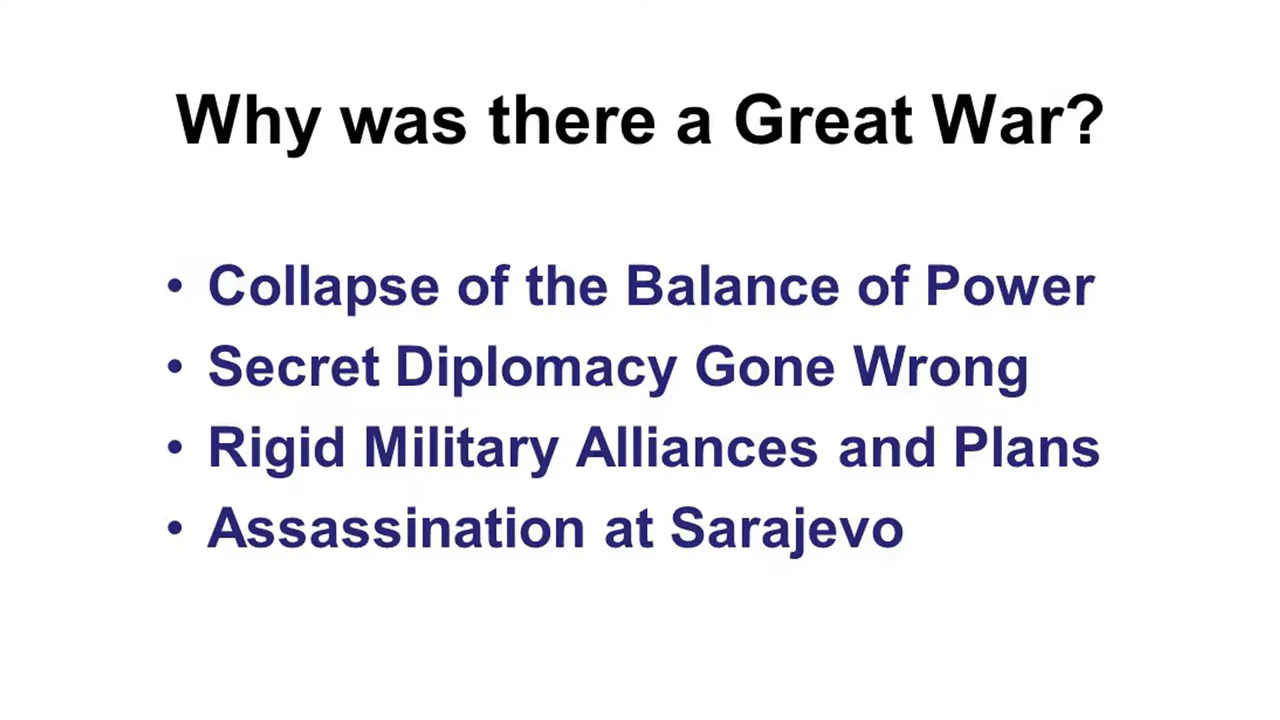 Why was there a Great War?
• Collapse of the Balance of Power
• Secret Diplomacy Gone Wrong
• Rigid Military Alliances and Plans
• Assassination at Sarajevo